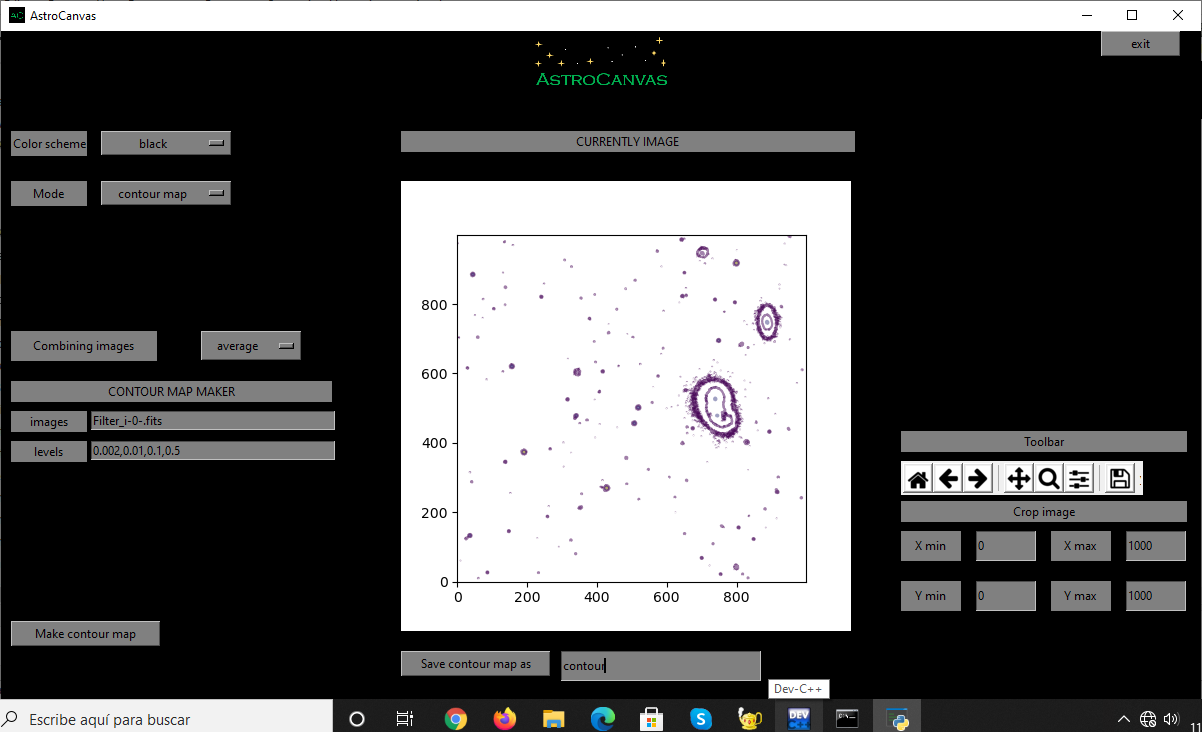 AC AstroCanvas
exit
ASTROCANVAS
Color scheme black
CURRENTLY IMAGE
Mode contour map
Combining images average
CONTOUR MAP MAKER
images Filter_i-0-.fits
levels 0.002,0.01,0.1,0.5
800
600
400
200
0
0 200 400 600 800
Toolbar
Crop image
X min 0 X max 1000
Y min 0 Y max 1000
Make contour map
Save contour map as contour
Dev-C++
Escribe aquí para buscar
DEV
11